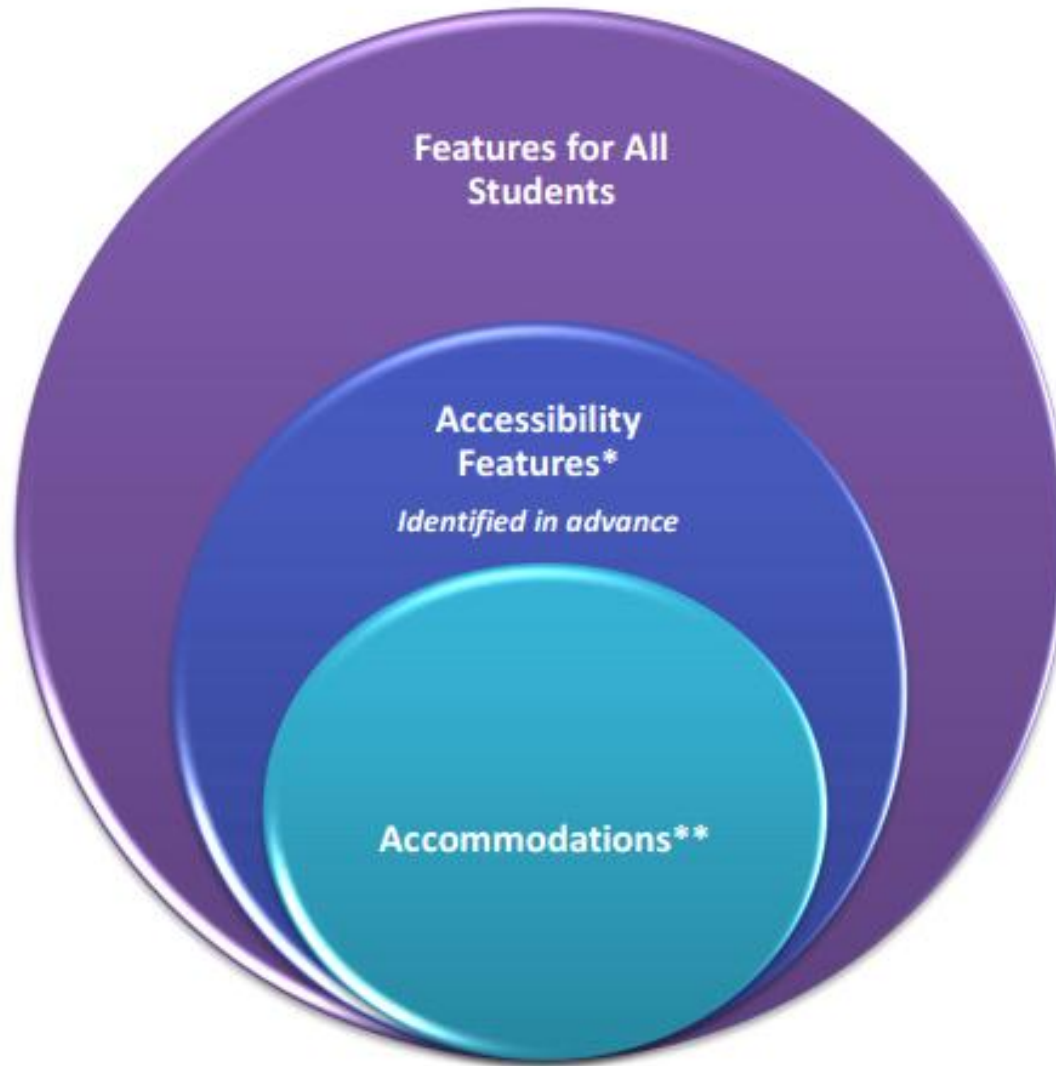 Features for All
Students
Accessibility
Features*
Identified in advance
Accommodations**